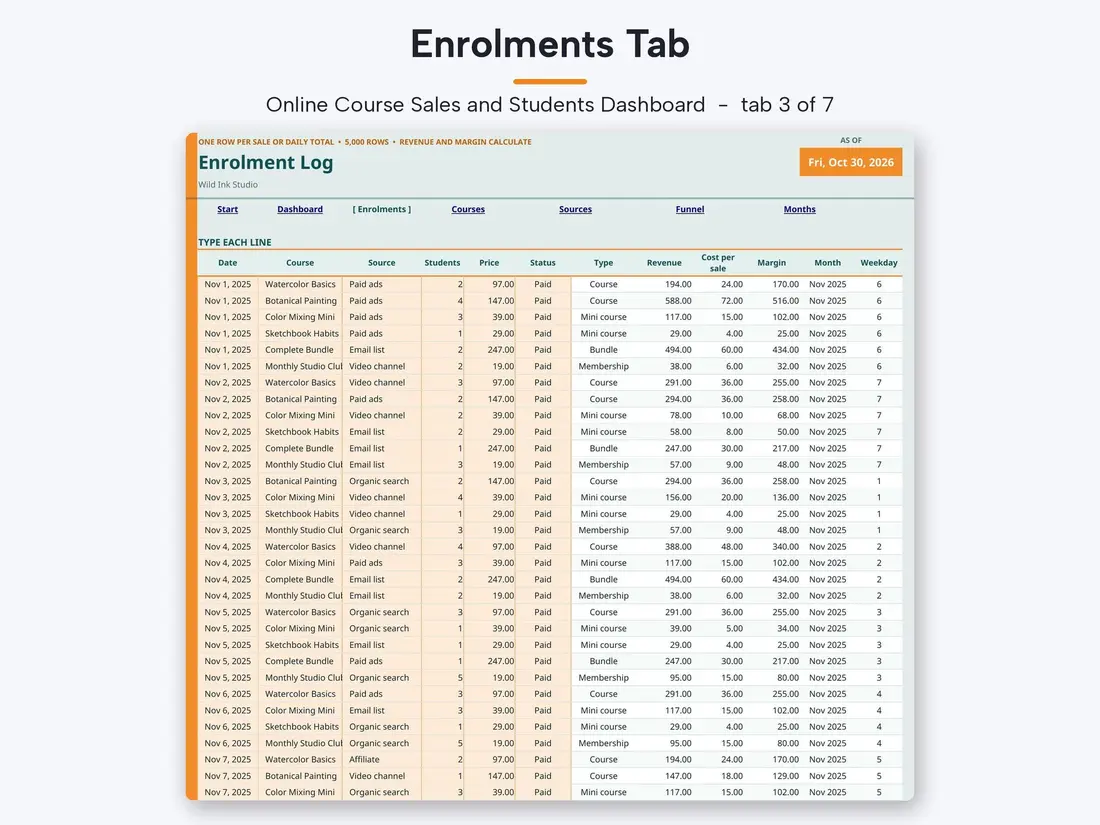 Enrolments Tab
Online Course Sales and Students Dashboard – tab 3 of 7
ONE ROW PER SALE OR DAILY TOTAL • 5,000 ROWS • REVENUE AND MARGIN CALCULATE
AS OF
Enrolment Log
Fri, Oct 30, 2026
Wild Ink Studio
Start Dashboard [ Enrolments ] Courses Sources Funnel Months
TYPE EACH LINE
Date Course Source Students Price Status Type Revenue Cost per sale Margin Month Weekday
Nov 1, 2025 Watercolor Basics Paid ads 2 97.00 Paid Course 194.00 24.00 170.00 Nov 2025 6
Nov 1, 2025 Botanical Painting Paid ads 4 147.00 Paid Course 588.00 72.00 516.00 Nov 2025 6
Nov 1, 2025 Color Mixing Mini Paid ads 3 39.00 Paid Mini course 117.00 15.00 102.00 Nov 2025 6
Nov 1, 2025 Sketchbook Habits Paid ads 1 29.00 Paid Mini course 29.00 4.00 25.00 Nov 2025 6
Nov 1, 2025 Complete Bundle Email list 2 247.00 Paid Bundle 494.00 60.00 434.00 Nov 2025 6
Nov 1, 2025 Monthly Studio Club Video channel 2 19.00 Paid Membership 38.00 6.00 32.00 Nov 2025 6
Nov 2, 2025 Watercolor Basics Video channel 3 97.00 Paid Course 291.00 36.00 255.00 Nov 2025 7
Nov 2, 2025 Botanical Painting Paid ads 2 147.00 Paid Course 294.00 36.00 258.00 Nov 2025 7
Nov 2, 2025 Color Mixing Mini Video channel 2 39.00 Paid Mini course 78.00 10.00 68.00 Nov 2025 7
Nov 2, 2025 Sketchbook Habits Email list 2 29.00 Paid Mini course 58.00 8.00 50.00 Nov 2025 7
Nov 2, 2025 Complete Bundle Email list 1 247.00 Paid Bundle 247.00 30.00 217.00 Nov 2025 7
Nov 2, 2025 Monthly Studio Club Email list 3 19.00 Paid Membership 57.00 9.00 48.00 Nov 2025 7
Nov 3, 2025 Botanical Painting Organic search 2 147.00 Paid Course 294.00 36.00 258.00 Nov 2025 1
Nov 3, 2025 Color Mixing Mini Video channel 4 39.00 Paid Mini course 156.00 20.00 136.00 Nov 2025 1
Nov 3, 2025 Sketchbook Habits Video channel 1 29.00 Paid Mini course 29.00 4.00 25.00 Nov 2025 1
Nov 3, 2025 Monthly Studio Club Organic search 3 19.00 Paid Membership 57.00 9.00 48.00 Nov 2025 1
Nov 4, 2025 Watercolor Basics Video channel 4 97.00 Paid Course 388.00 48.00 340.00 Nov 2025 2
Nov 4, 2025 Color Mixing Mini Paid ads 3 39.00 Paid Mini course 117.00 15.00 102.00 Nov 2025 2
Nov 4, 2025 Complete Bundle Email list 2 247.00 Paid Bundle 494.00 60.00 434.00 Nov 2025 2
Nov 4, 2025 Monthly Studio Club Email list 2 19.00 Paid Membership 38.00 6.00 32.00 Nov 2025 2
Nov 5, 2025 Watercolor Basics Organic search 3 97.00 Paid Course 291.00 36.00 255.00 Nov 2025 3
Nov 5, 2025 Color Mixing Mini Organic search 1 39.00 Paid Mini course 39.00 5.00 34.00 Nov 2025 3
Nov 5, 2025 Sketchbook Habits Email list 1 29.00 Paid Mini course 29.00 4.00 25.00 Nov 2025 3
Nov 5, 2025 Complete Bundle Paid ads 1 247.00 Paid Bundle 247.00 30.00 217.00 Nov 2025 3
Nov 5, 2025 Monthly Studio Club Organic search 5 19.00 Paid Membership 95.00 15.00 80.00 Nov 2025 3
Nov 6, 2025 Watercolor Basics Paid ads 3 97.00 Paid Course 291.00 36.00 255.00 Nov 2025 4
Nov 6, 2025 Color Mixing Mini Email list 3 39.00 Paid Mini course 117.00 15.00 102.00 Nov 2025 4
Nov 6, 2025 Sketchbook Habits Organic search 1 29.00 Paid Mini course 29.00 4.00 25.00 Nov 2025 4
Nov 6, 2025 Monthly Studio Club Organic search 5 19.00 Paid Membership 95.00 15.00 80.00 Nov 2025 4
Nov 7, 2025 Watercolor Basics Affiliate 2 97.00 Paid Course 194.00 24.00 170.00 Nov 2025 5
Nov 7, 2025 Botanical Painting Video channel 1 147.00 Paid Course 147.00 18.00 129.00 Nov 2025 5
Nov 7, 2025 Color Mixing Mini Organic search 3 39.00 Paid Mini course 117.00 15.00 102.00 Nov 2025 5